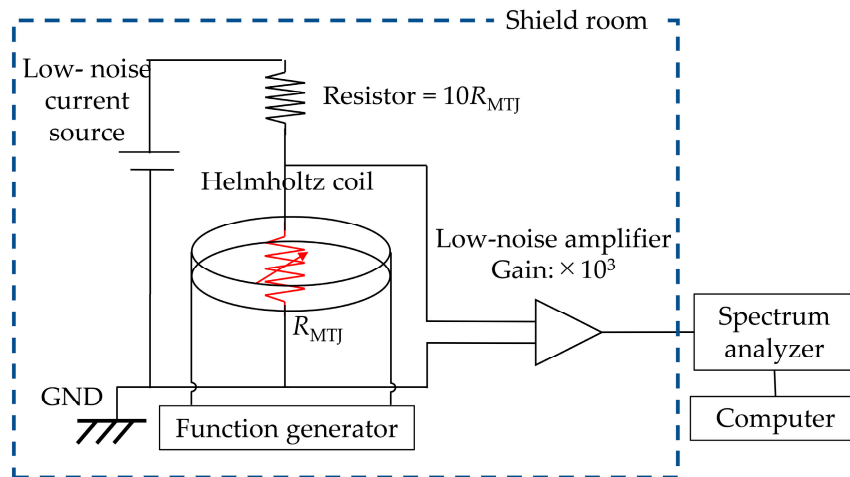 Shield room
Low- noise
current
source
Resistor = 10RMTJ
Helmholtz coil
Low-noise amplifier
Gain: × 10³
RMTJ
Spectrum
analyzer
GND
Function generator
Computer